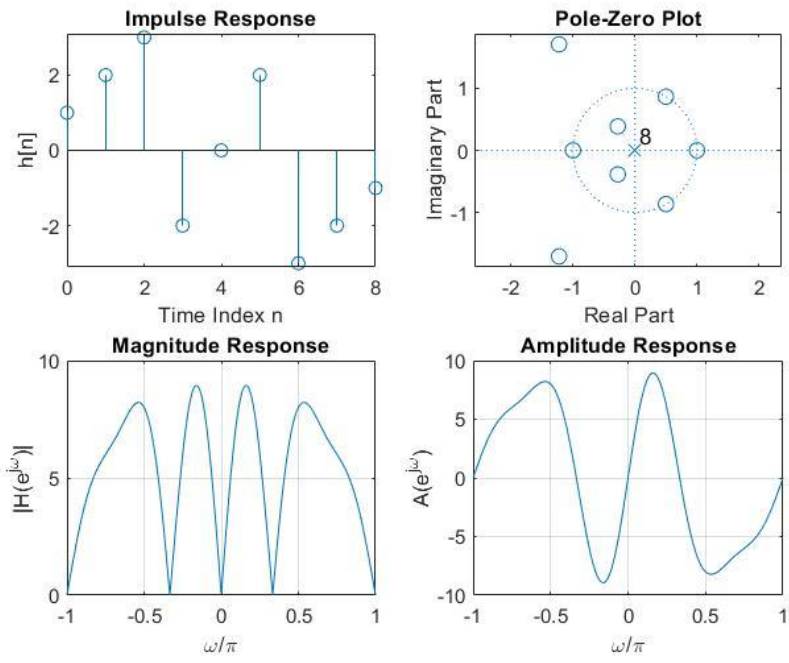 Impulse Response
h[n]
2
0
-2
0
2
4
6
8
Time Index n
Pole-Zero Plot
Imaginary Part
1
0
-1
8
-2
-1
0
1
2
Real Part
Magnitude Response
|H(e^{jω})|
10
5
0
-1
-0.5
0
0.5
1
ω/π
Amplitude Response
A(e^{jω})
10
5
0
-5
-10
-1
-0.5
0
0.5
1
ω/π